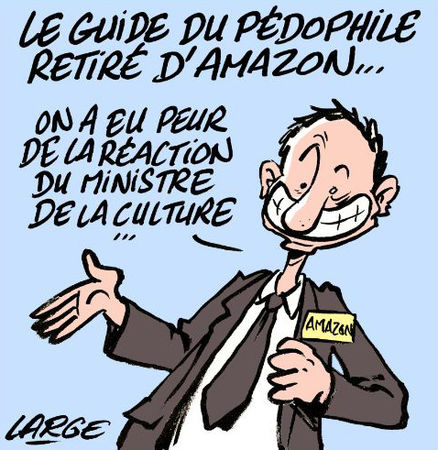 LE GUIDE DU PÉDOPHILE
RETIRÉ D'AMAZON...
ON A EU PEUR
DE LA RÉACTION
DU MINISTRE
DE LA CULTURE
...
AMAZON
LARGE